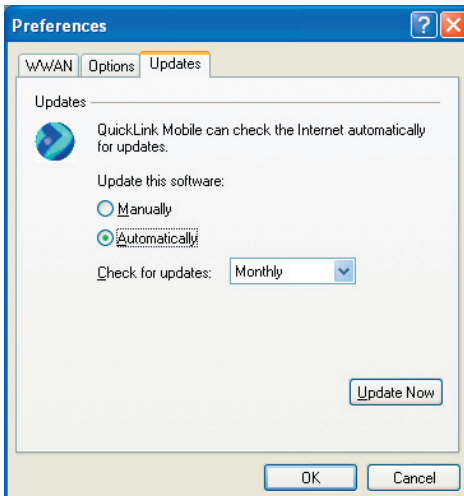 Preferences
WWAN Options Updates
Updates
QuickLink Mobile can check the Internet automatically
for updates.
Update this software:
Manually
Automatically
Check for updates: Monthly
Update Now
OK Cancel